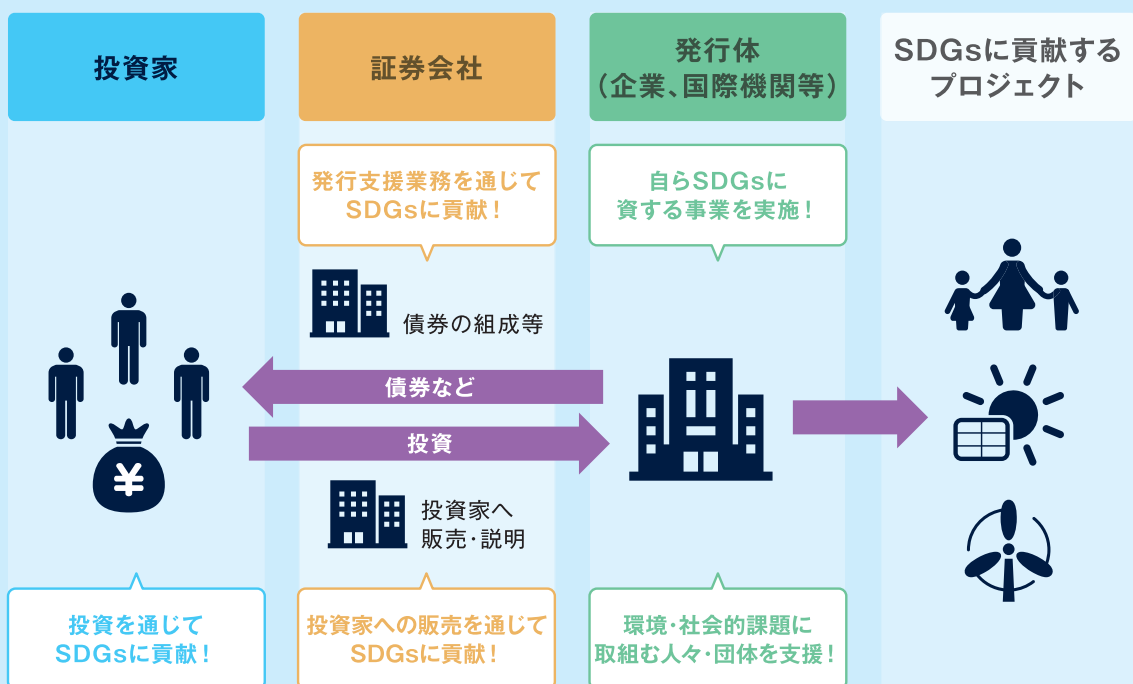 投資家
証券会社
発行体
（企業、国際機関等）
SDGsに貢献する
プロジェクト
発行支援業務を通じて
SDGsに貢献！
自らSDGsに
資する事業を実施！
債券の組成等
債券など
投資
¥
投資家へ
販売・説明
投資を通じて
SDGsに貢献！
投資家への販売を通じて
SDGsに貢献！
環境・社会的課題に
取組む人々・団体を支援！